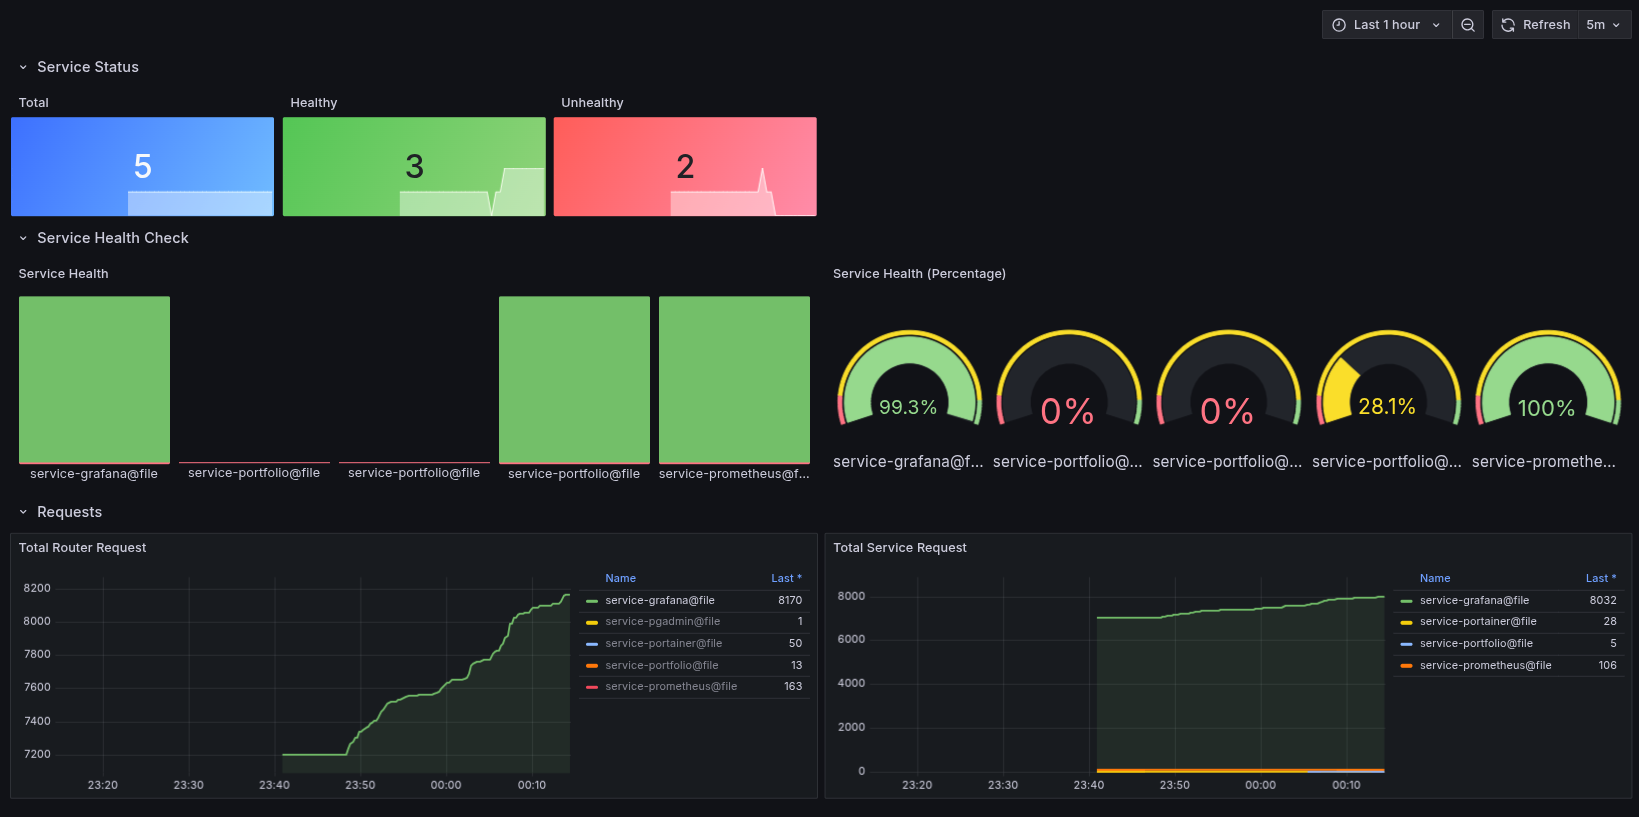 Last 1 hour Refresh 5m
Service Status
Total Healthy Unhealthy
5 3 2
Service Health Check
Service Health
service-grafana@file service-portfolio@file service-portfolio@file service-portfolio@file service-prometheus@f...
Service Health (Percentage)
99.3% 0% 0% 28.1% 100%
service-grafana@f... service-portfolio@... service-portfolio@... service-portfolio@... service-promethe...
Requests
Total Router Request
8200
8000
7800
7600
7400
7200
23:20 23:30 23:40 23:50 00:00 00:10
Name Last *
service-grafana@file 8170
service-pgadmin@file 1
service-portainer@file 50
service-portfolio@file 13
service-prometheus@file 163
Total Service Request
8000
6000
4000
2000
0
23:20 23:30 23:40 23:50 00:00 00:10
Name Last *
service-grafana@file 8032
service-portainer@file 28
service-portfolio@file 5
service-prometheus@file 106